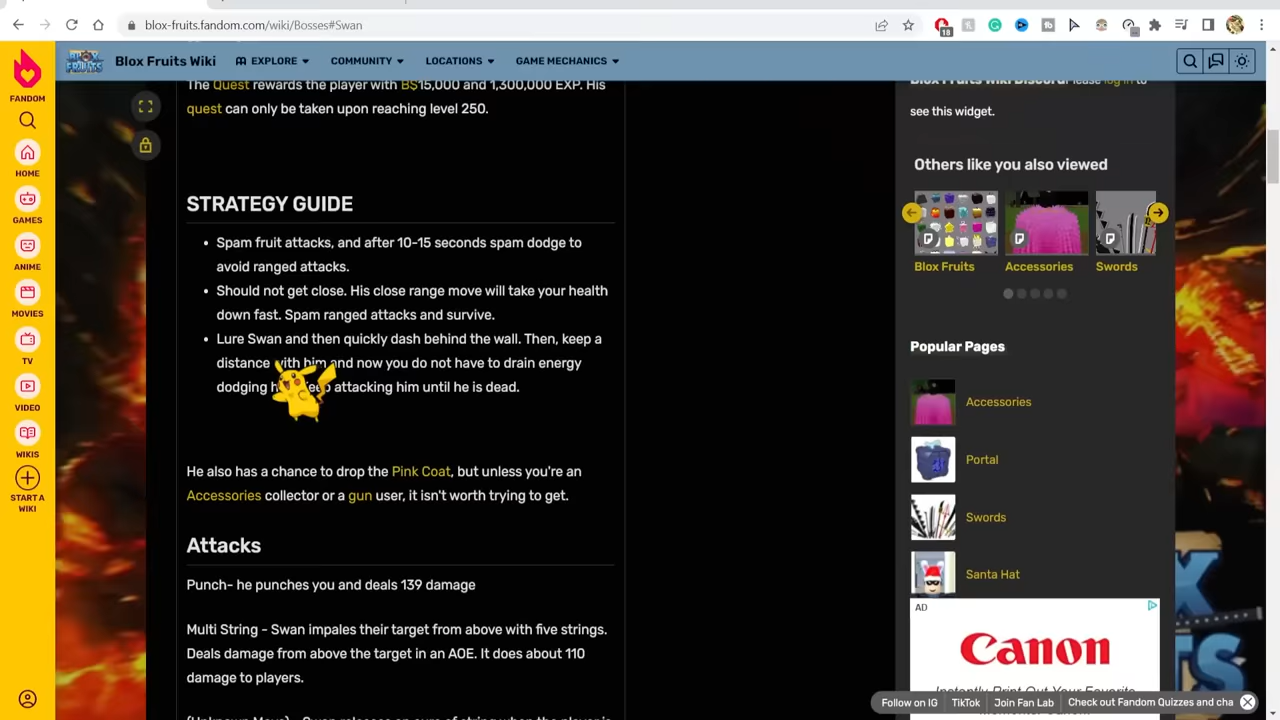 blox-fruits.fandom.com/wiki/Bosses#Swan
18
Blox Fruits Wiki
EXPLORE
COMMUNITY
LOCATIONS
GAME MECHANICS
FANDOM
HOME
GAMES
ANIME
MOVIES
TV
VIDEO
WIKIS
START A
WIKI
The Quest rewards the player with B$15,000 and 1,300,000 EXP. His
quest can only be taken upon reaching level 250.
STRATEGY GUIDE
• Spam fruit attacks, and after 10-15 seconds spam dodge to
avoid ranged attacks.
• Should not get close. His close range move will take your health
down fast. Spam ranged attacks and survive.
• Lure Swan and then quickly dash behind the wall. Then, keep a
distance with him and now you do not have to drain energy
dodging attacking him until he is dead.
He also has a chance to drop the Pink Coat, but unless you're an
Accessories collector or a gun user, it isn't worth trying to get.
Attacks
Punch- he punches you and deals 139 damage
Multi String - Swan impales their target from above with five strings.
Deals damage from above the target in an AOE. It does about 110
damage to players.
Blox Fruits Wiki Discord
see this widget.
Others like you also viewed
Blox Fruits
Accessories
Swords
Popular Pages
Accessories
Portal
Swords
Santa Hat
AD
Canon
Follow on IG
TikTok
Join Fan Lab
Check out Fandom Quizzes and cha